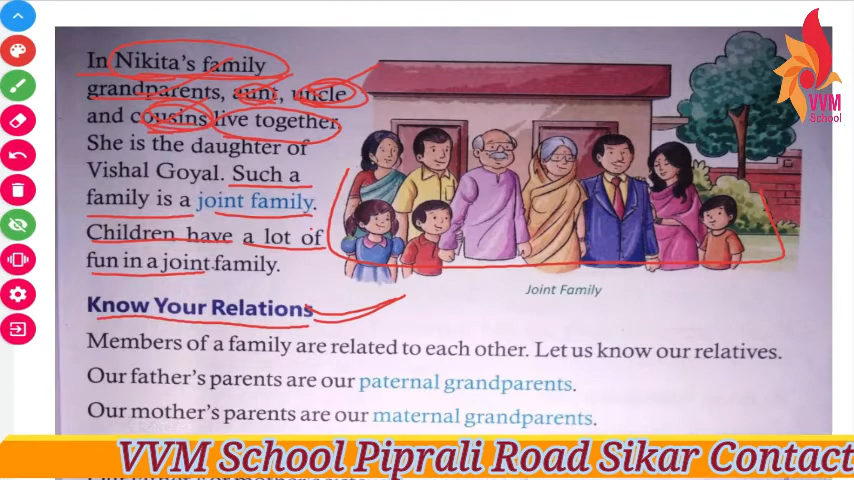 In Nikita's family
grandparents, aunt, uncle
and cousins live together.
She is the daughter of
Vishal Goyal. Such a
family is a joint family.
Children have a lot of
fun in a joint family.
VVM
School
Joint Family
Know Your Relations
Members of a family are related to each other. Let us know our relatives.
Our father's parents are our paternal grandparents.
Our mother's parents are our maternal grandparents.
VVM School Piprali Road Sikar Contact